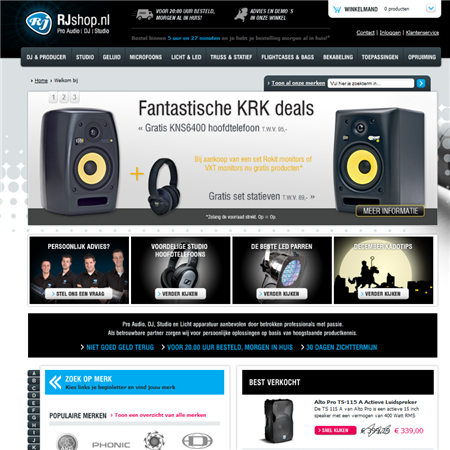 RJ
RJshop.nl
Pro Audio | DJ | Studio
VOOR 20:00 UUR BESTELD,
MORGEN AL IN HUIS!
ADVIES EN DEMO´S
IN ONZE WINKEL
WINKELMAND 0 producten
Bestel binnen 5 uur en 27 minuten en je hebt je bestelling morgen al in huis!*
Contact | Inloggen | Klantenservice
DJ & PRODUCER STUDIO GELUID MICROFOONS LICHT & LED TRUSS & STATIEF FLIGHTCASES & BAGS BEKABELING TOEPASSINGEN OPRUIMING
Home > Welkom bij
Toon al onze merken
Vul hier je zoekterm in...
1 2 3
Fantastische KRK deals
« Gratis KNS6400 hoofdtelefoon T.W.V. 95,-
Bij aankoop van een set Rokit monitors of
VXT monitors nu gratis producten*
Gratis set statieven T.W.V. 89,- »
*Zolang de voorraad strekt. Op = Op.
MEER INFORMATIE
PERSOONLIJK ADVIES?
STEL ONS EEN VRAAG
VOORDELIGE STUDIO
HOOFDTELEFOONS
VERDER KIJKEN
DE BESTE LED PARREN
VERDER KIJKEN
DECEMBER KADOTIPS
VERDER KIJKEN
Pro Audio, DJ, Studio en Licht apparatuur aanbevolen door betrokken professionals met passie.
Als betrouwbare partner zorgen wij voor persoonlijke oplossingen op basis van hoogstaande productkennis.
NIET GOED GELD TERUG
VOOR 20.00 UUR BESTELD, MORGEN IN HUIS
30 DAGEN ZICHTTERMIJN
A
B
C
D
E
F
G
ZOEK OP MERK
Kies links je beginletter en vind jouw merk
POPULAIRE MERKEN
Toon een overzicht van alle merken
PHONIC
BEST VERKOCHT
Alto Pro TS-115 A Actieve Luidspreker
De TS 115 A van Alto Pro is een actieve 15 inch
speaker met een vermogen van 400 Watt RMS
SNEL KIJKEN
€ 339,00